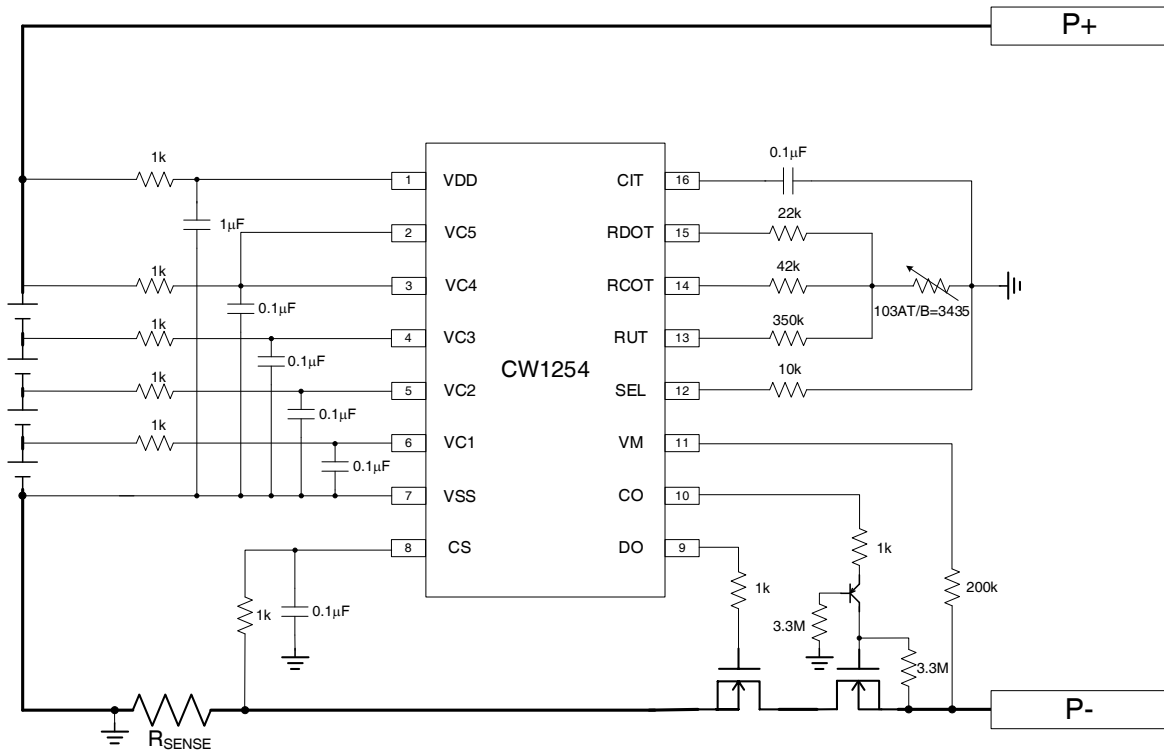 P+
1k
1 VDD
CIT 16
0.1µF
1µF
2 VC5
RDOT 15
22k
1k
3 VC4
RCOT 14
42k
0.1µF
103AT/B=3435
1k
4 VC3
RUT 13
350k
0.1µF
CW1254
1k
5 VC2
SEL 12
10k
0.1µF
1k
6 VC1
VM 11
0.1µF
7 VSS
CO 10
8 CS
DO 9
1k
1k
200k
1k
0.1µF
3.3M
3.3M
P-
RSENSE